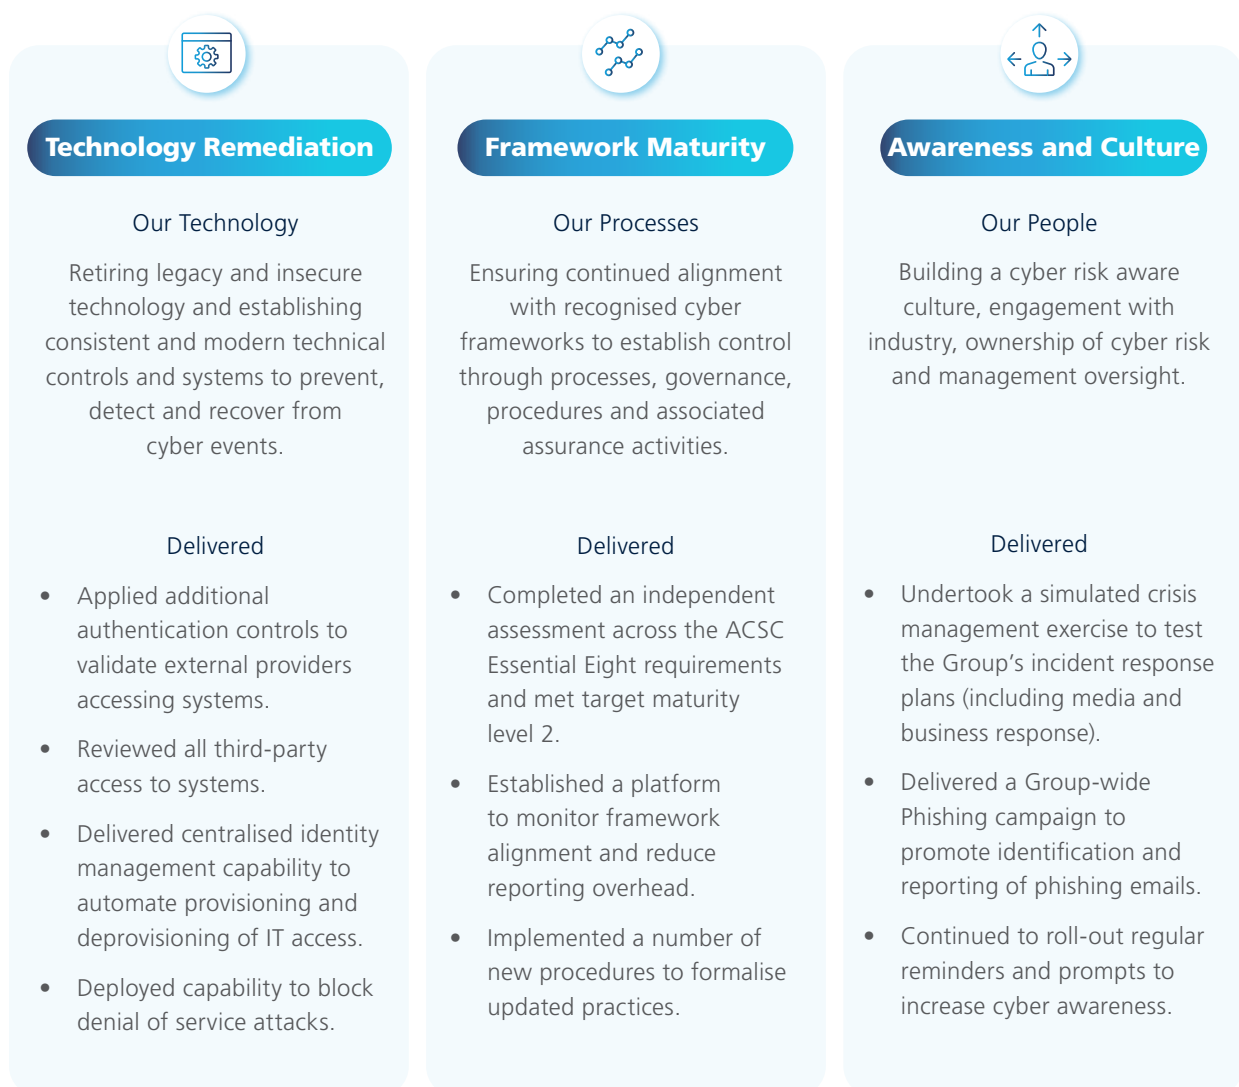 Technology Remediation
Our Technology
Retiring legacy and insecure
technology and establishing
consistent and modern technical
controls and systems to prevent,
detect and recover from
cyber events.
Delivered
• Applied additional
authentication controls to
validate external providers
accessing systems.
• Reviewed all third-party
access to systems.
• Delivered centralised identity
management capability to
automate provisioning and
deprovisioning of IT access.
• Deployed capability to block
denial of service attacks.
Framework Maturity
Our Processes
Ensuring continued alignment
with recognised cyber
frameworks to establish control
through processes, governance,
procedures and associated
assurance activities.
Delivered
• Completed an independent
assessment across the ACSC
Essential Eight requirements
and met target maturity
level 2.
• Established a platform
to monitor framework
alignment and reduce
reporting overhead.
• Implemented a number of
new procedures to formalise
updated practices.
Awareness and Culture
Our People
Building a cyber risk aware
culture, engagement with
industry, ownership of cyber risk
and management oversight.
Delivered
• Undertook a simulated crisis
management exercise to test
the Group’s incident response
plans (including media and
business response).
• Delivered a Group-wide
Phishing campaign to
promote identification and
reporting of phishing emails.
• Continued to roll-out regular
reminders and prompts to
increase cyber awareness.